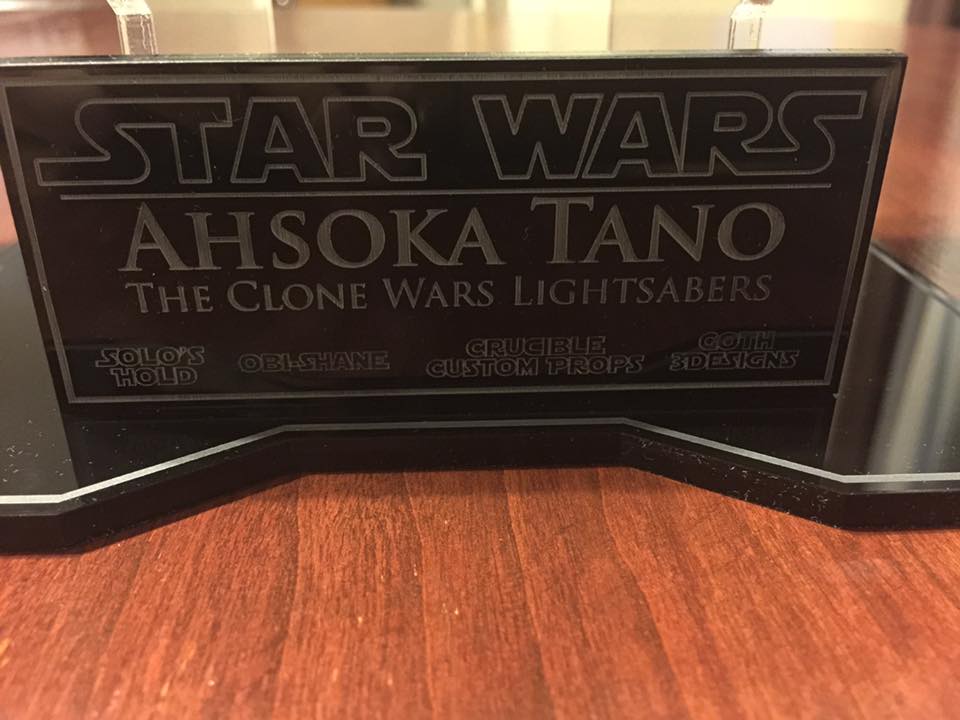 STAR WARS
AHSOKA TANO
THE CLONE WARS LIGHTSABERS
SOLO'S HOLD
OBI-SHANE
CRUCIBLE CUSTOM PROPS
GOTH 3DESIGNS